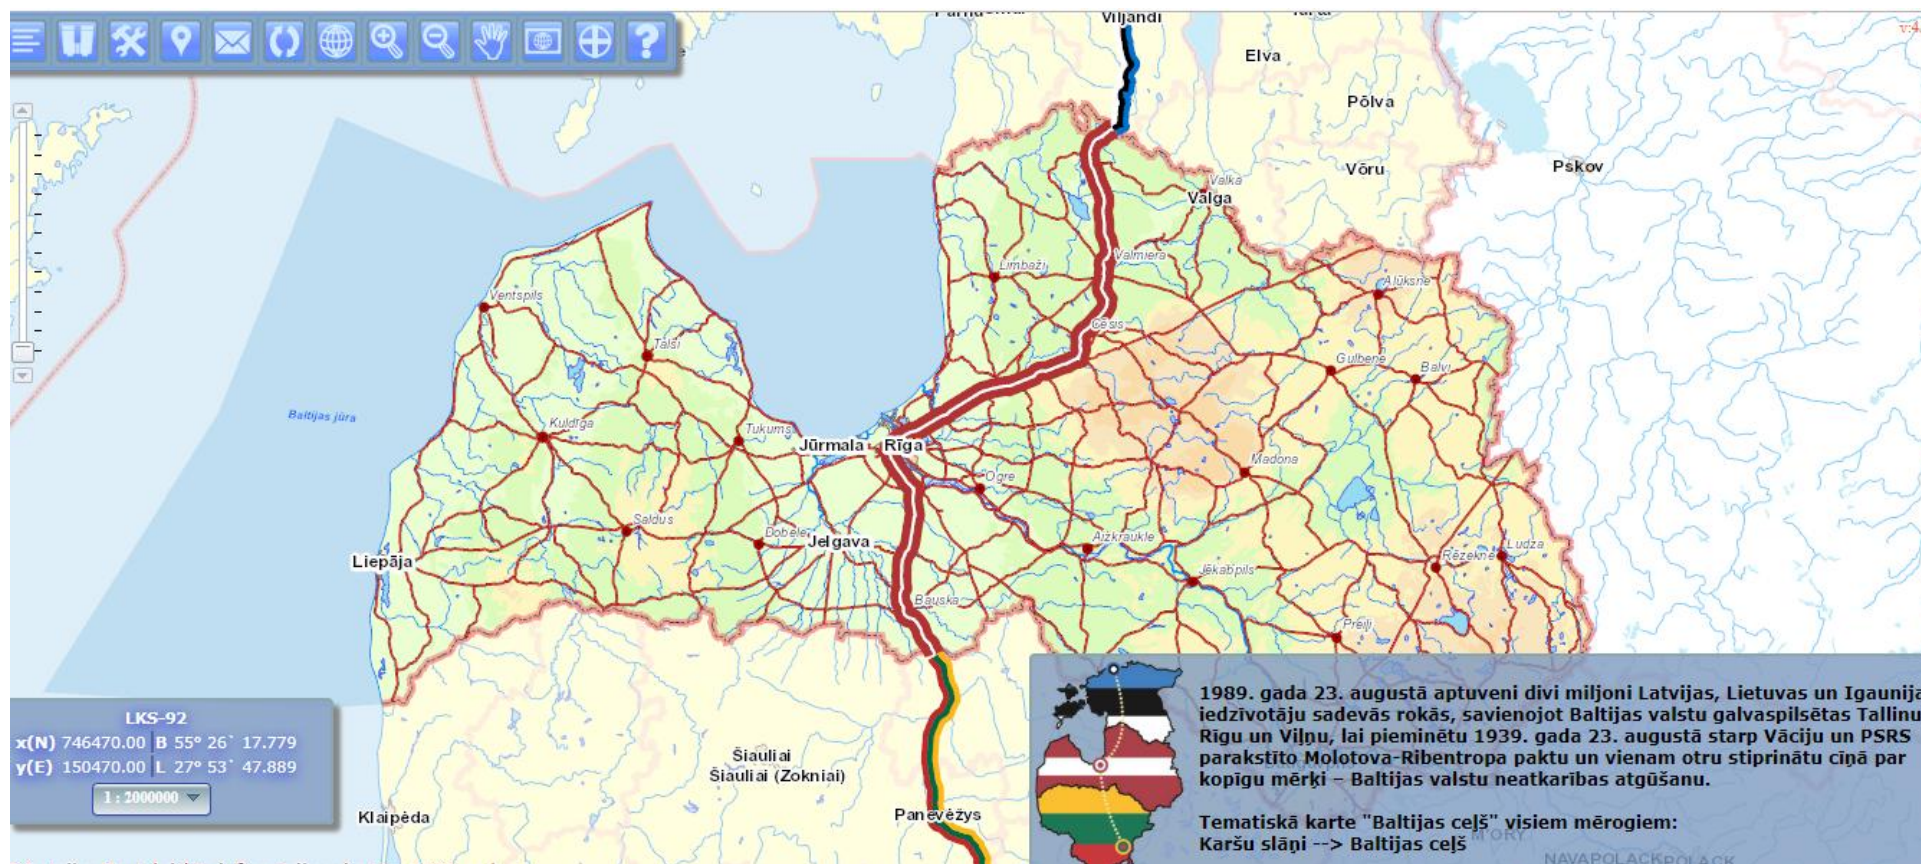 Viljandi
v:4
Elva
Põlva
Võru
Pskov
Valka
Valga
Valmiera
Limbaži
Alūksne
Ventspils
Cēsis
Talsi
Gulbene
Balvi
Baltijas jūra
Kuldīga
Tukums
Jūrmala
Rīga
Madona
Ogre
Saldus
Dobele
Jelgava
Aizkraukle
Rēzekne
Ludza
Liepāja
Jēkabpils
Bauska
Preiļi
LKS-92
x(N) 746470.00 B 55° 26` 17.779
y(E) 150470.00 L 27° 53` 47.889
1 : 2000000
Šiauliai
Šiauliai (Zokniai)
Klaipėda
Panevėžys
1989. gada 23. augustā aptuveni divi miljoni Latvijas, Lietuvas un Igaunija
iedzīvotāju sadevās rokās, savienojot Baltijas valstu galvaspilsētas Tallinu
Rīgu un Viļņu, lai pieminētu 1939. gada 23. augustā starp Vāciju un PSRS
parakstīto Molotova-Ribentropa paktu un vienam otru stiprinātu cīņā par
kopīgu mērķi – Baltijas valstu neatkarības atgūšanu.
Tematiskā karte "Baltijas ceļš" visiem mērogiem:
Karšu slāņi --> Baltijas ceļš
NAVAPOLACK
POLACK